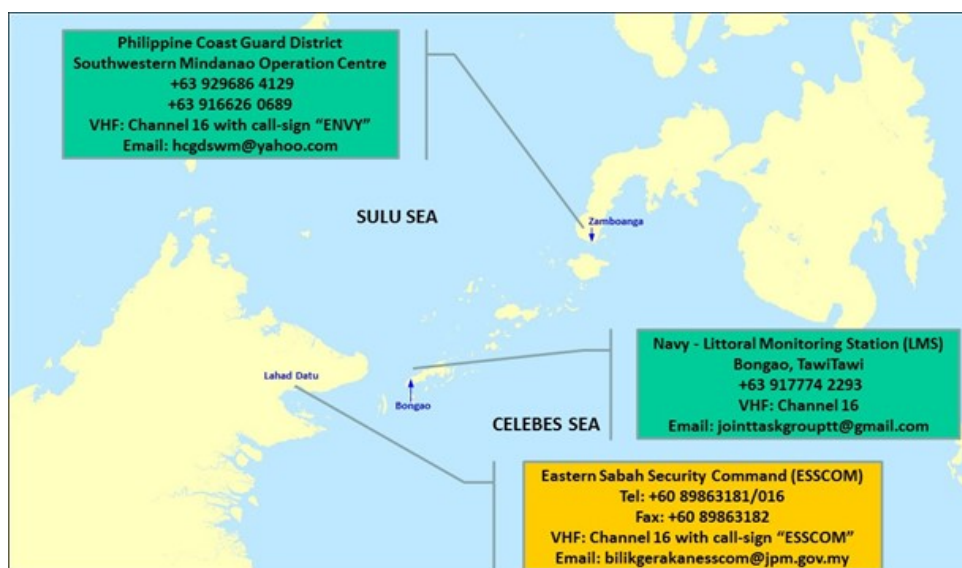 Philippine Coast Guard District
Southwestern Mindanao Operation Centre
+63 929686 4129
+63 916626 0689
VHF: Channel 16 with call-sign “ENVY”
Email: hcgdswm@yahoo.com
SULU SEA
Zamboanga
Navy - Littoral Monitoring Station (LMS)
Bongao, TawiTawi
+63 917774 2293
VHF: Channel 16
Email: jointtaskgrouptt@gmail.com
Lahad Datu
Bongao
CELEBES SEA
Eastern Sabah Security Command (ESSCOM)
Tel: +60 89863181/016
Fax: +60 89863182
VHF: Channel 16 with call-sign “ESSCOM”
Email: bilikgerakanesscom@jpm.gov.my